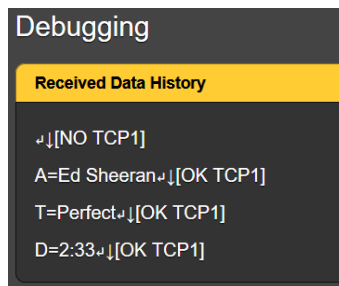 Debugging
Received Data History
↲↓[NO TCP1]
A=Ed Sheeran↲↓[OK TCP1]
T=Perfect↲↓[OK TCP1]
D=2:33↲↓[OK TCP1]